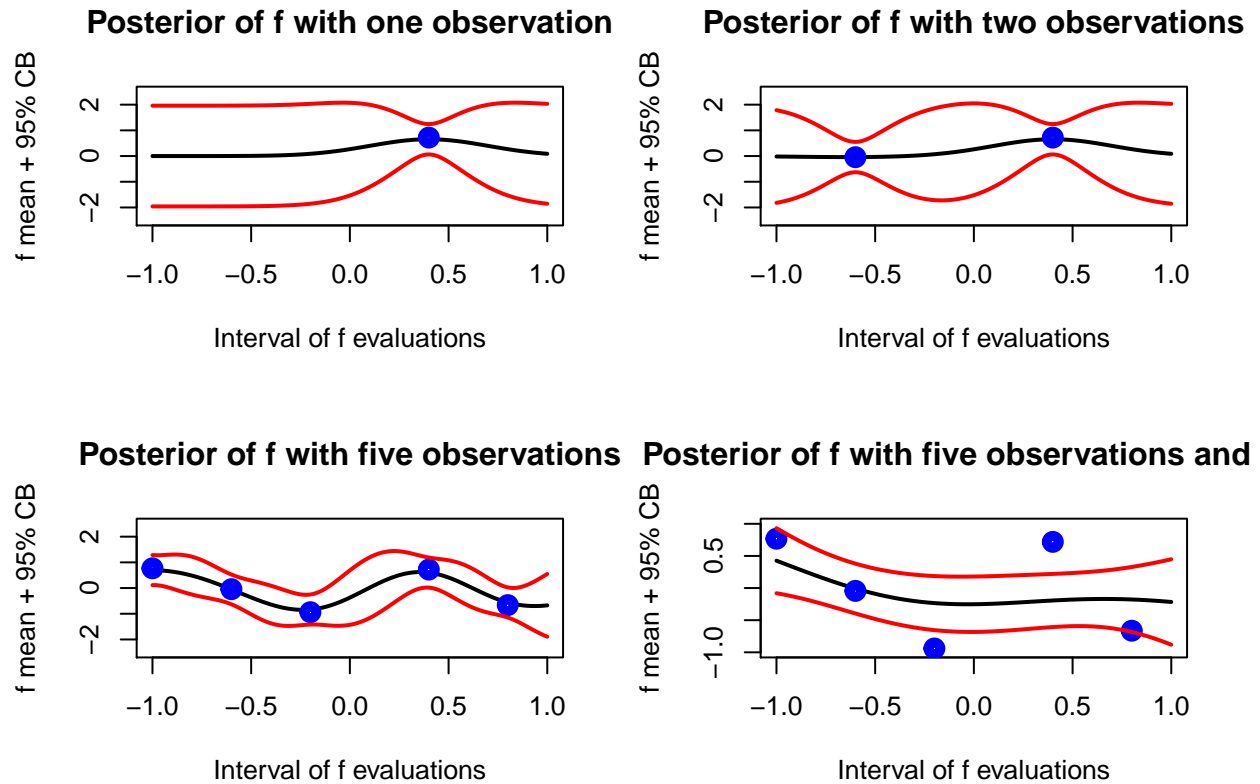 Posterior of f with one observation
f mean + 95% CB
2
0
−2
−1.0 −0.5 0.0 0.5 1.0
Interval of f evaluations
Posterior of f with two observations
f mean + 95% CB
2
0
−2
−1.0 −0.5 0.0 0.5 1.0
Interval of f evaluations
Posterior of f with five observations
f mean + 95% CB
2
0
−2
−1.0 −0.5 0.0 0.5 1.0
Interval of f evaluations
Posterior of f with five observations and
f mean + 95% CB
0.5
−1.0
−1.0 −0.5 0.0 0.5 1.0
Interval of f evaluations